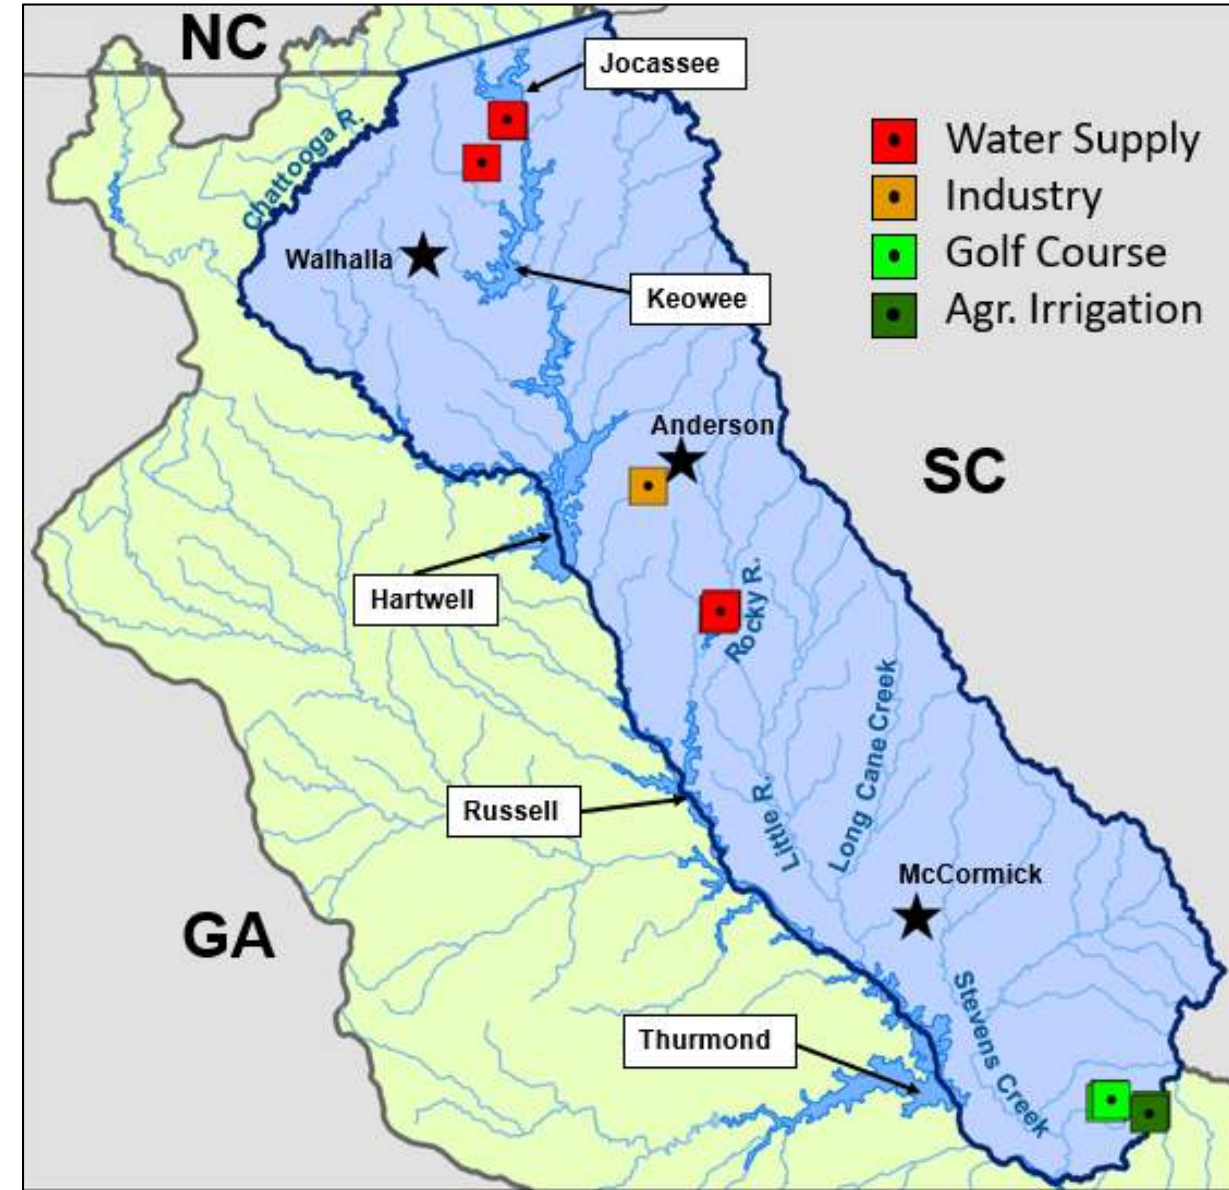 NC
Jocassee
Chattooga R.
Water Supply
Industry
Golf Course
Agr. Irrigation
Walhalla
Keowee
Anderson
SC
Hartwell
Rocky R.
Long Cane Creek
Russell
Little R.
McCormick
GA
Stevens Creek
Thurmond